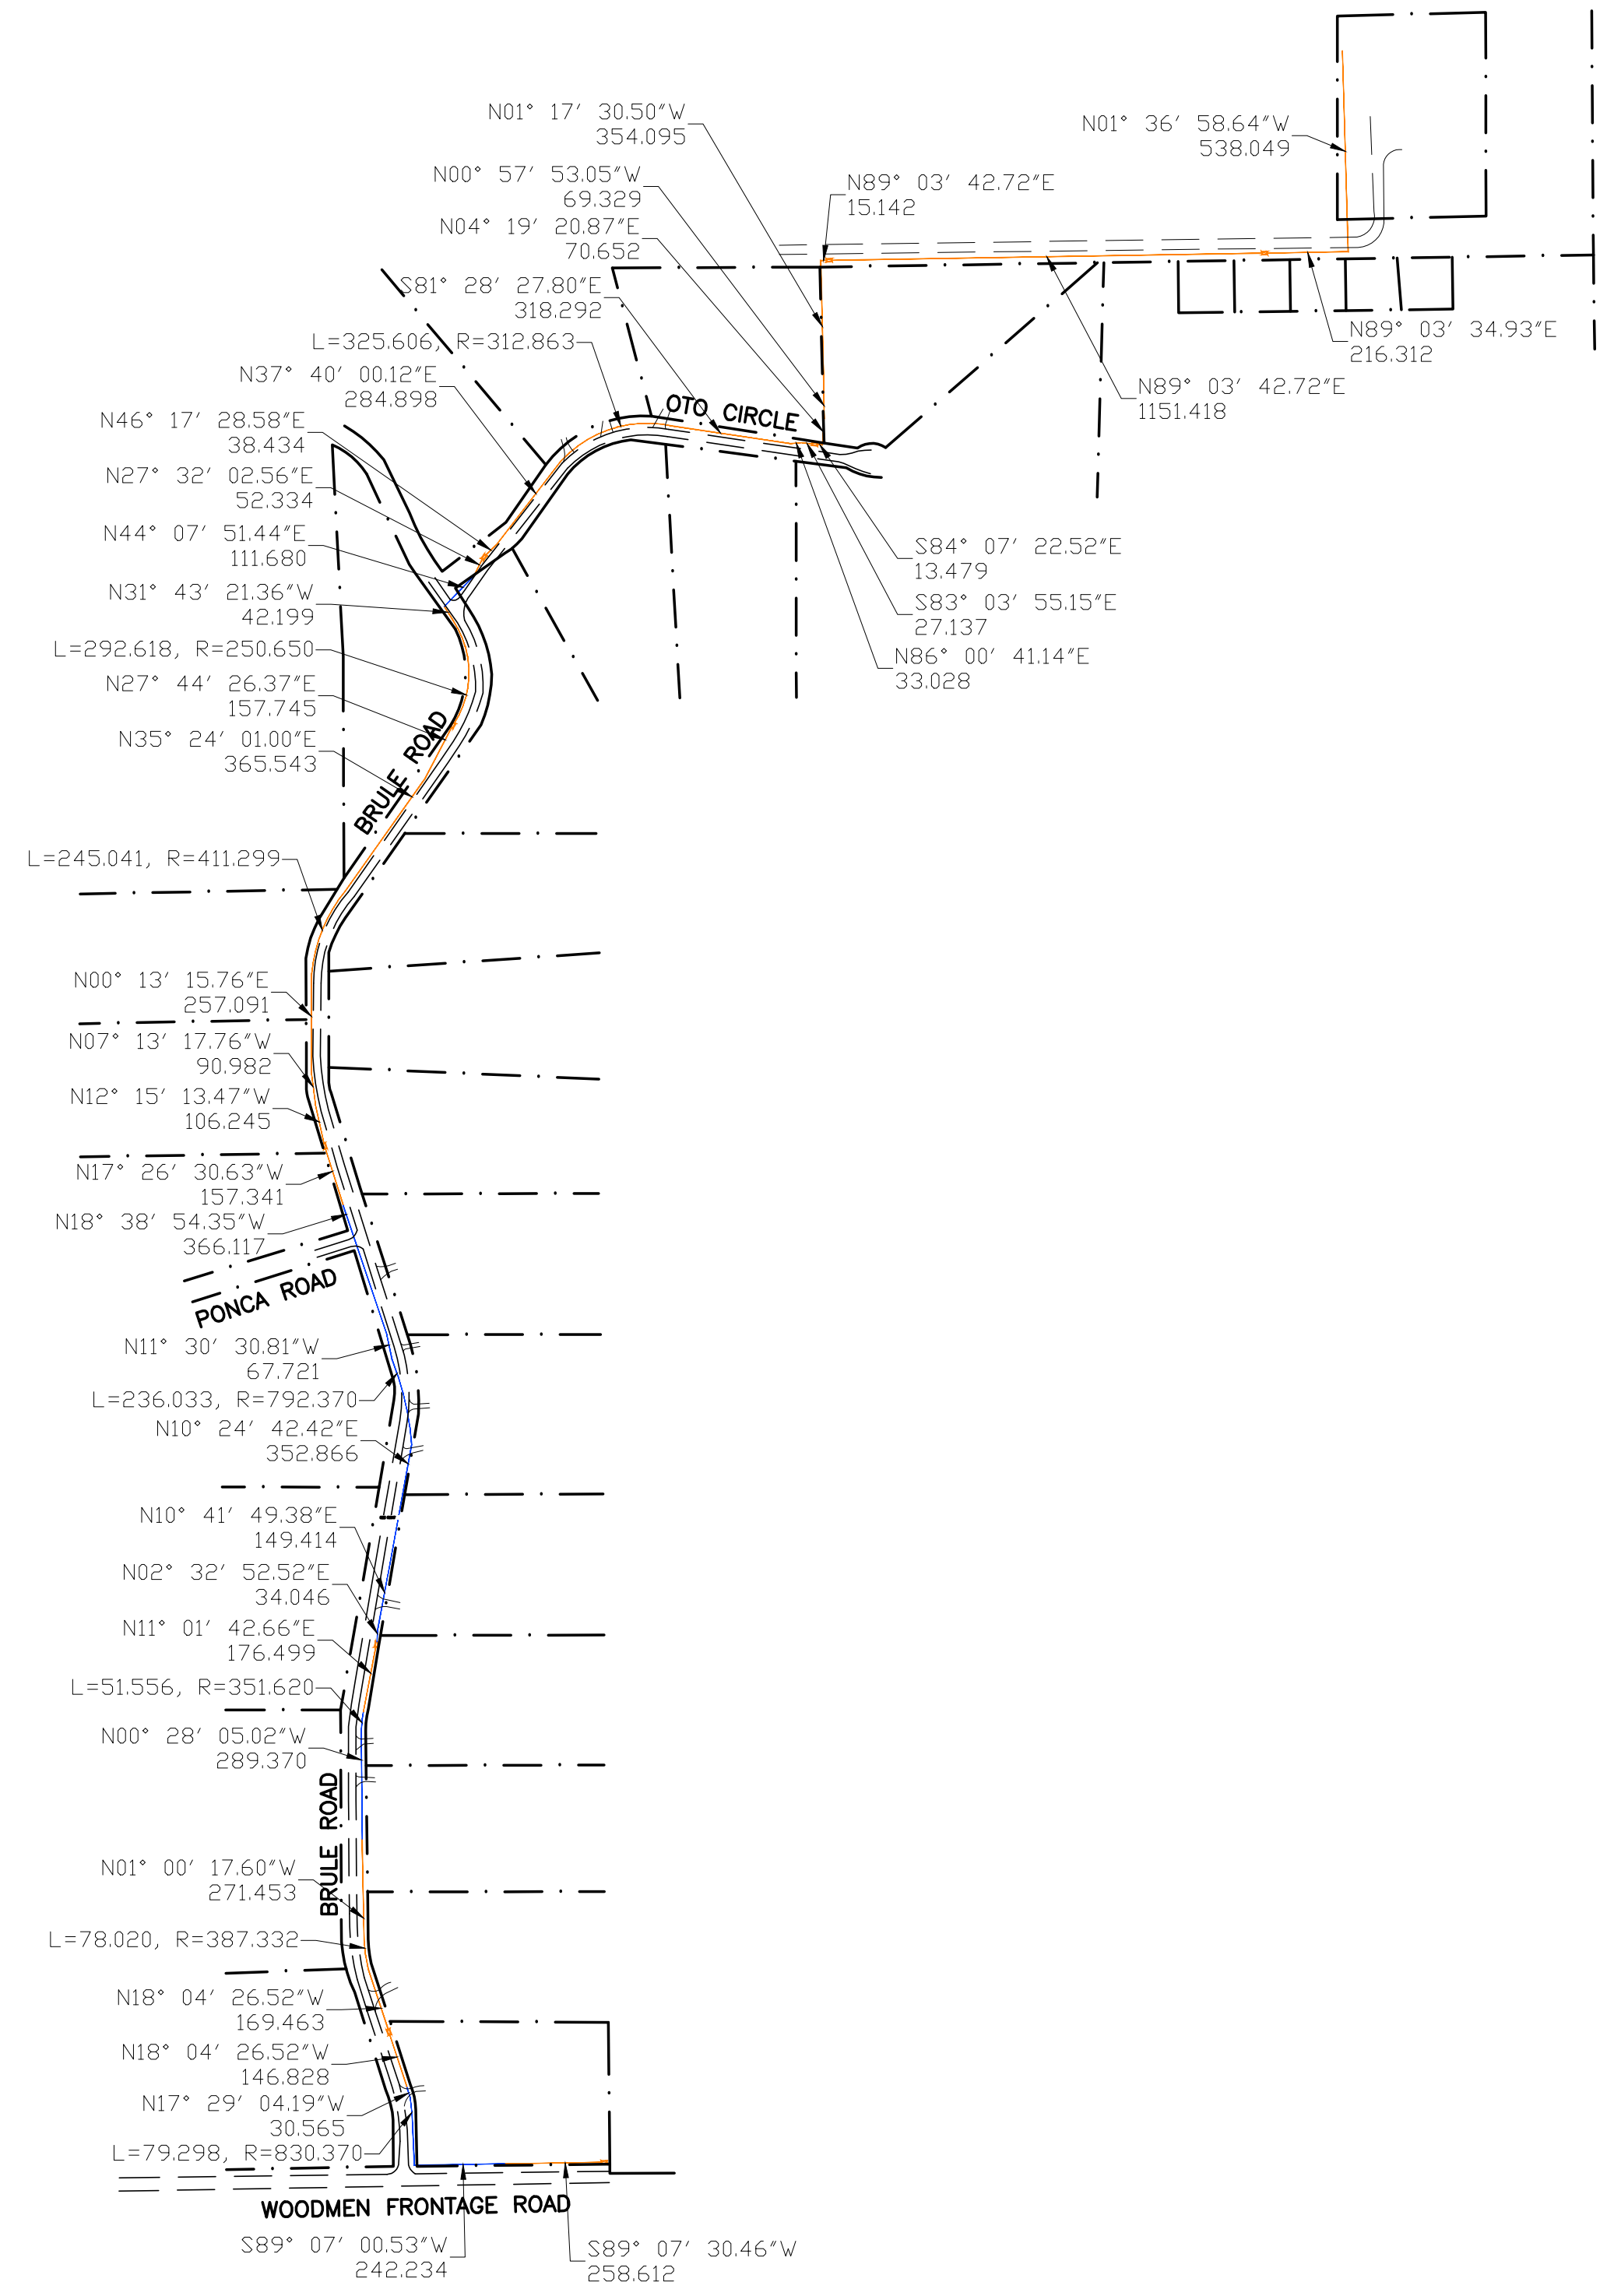 N01° 17′ 30.50″W
354.095
N01° 36′ 58.64″W
538.049
N00° 57′ 53.05″W
69.329
N89° 03′ 42.72″E
15.142
N04° 19′ 20.87″E
70.652
S81° 28′ 27.80″E
318.292
L=325.606, R=312.863
N89° 03′ 34.93″E
216.312
N37° 40′ 00.12″E
284.898
N89° 03′ 42.72″E
1151.418
OTO CIRCLE
N46° 17′ 28.58″E
38.434
N27° 32′ 02.56″E
52.334
N44° 07′ 51.44″E
111.680
S84° 07′ 22.52″E
13.479
N31° 43′ 21.36″W
42.199
S83° 03′ 55.15″E
27.137
L=292.618, R=250.650
N86° 00′ 41.14″E
33.028
N27° 44′ 26.37″E
157.745
N35° 24′ 01.00″E
365.543
BRULE ROAD
L=245.041, R=411.299
N00° 13′ 15.76″E
257.091
N07° 13′ 17.76″W
90.982
N12° 15′ 13.47″W
106.245
N17° 26′ 30.63″W
157.341
N18° 38′ 54.35″W
366.117
PONCA ROAD
N11° 30′ 30.81″W
67.721
L=236.033, R=792.370
N10° 24′ 42.42″E
352.866
N10° 41′ 49.38″E
149.414
N02° 32′ 52.52″E
34.046
N11° 01′ 42.66″E
176.499
L=51.556, R=351.620
N00° 28′ 05.02″W
289.370
BRULE ROAD
N01° 00′ 17.60″W
271.453
L=78.020, R=387.332
N18° 04′ 26.52″W
169.463
N18° 04′ 26.52″W
146.828
N17° 29′ 04.19″W
30.565
L=79.298, R=830.370
WOODMEN FRONTAGE ROAD
S89° 07′ 00.53″W
242.234
S89° 07′ 30.46″W
258.612